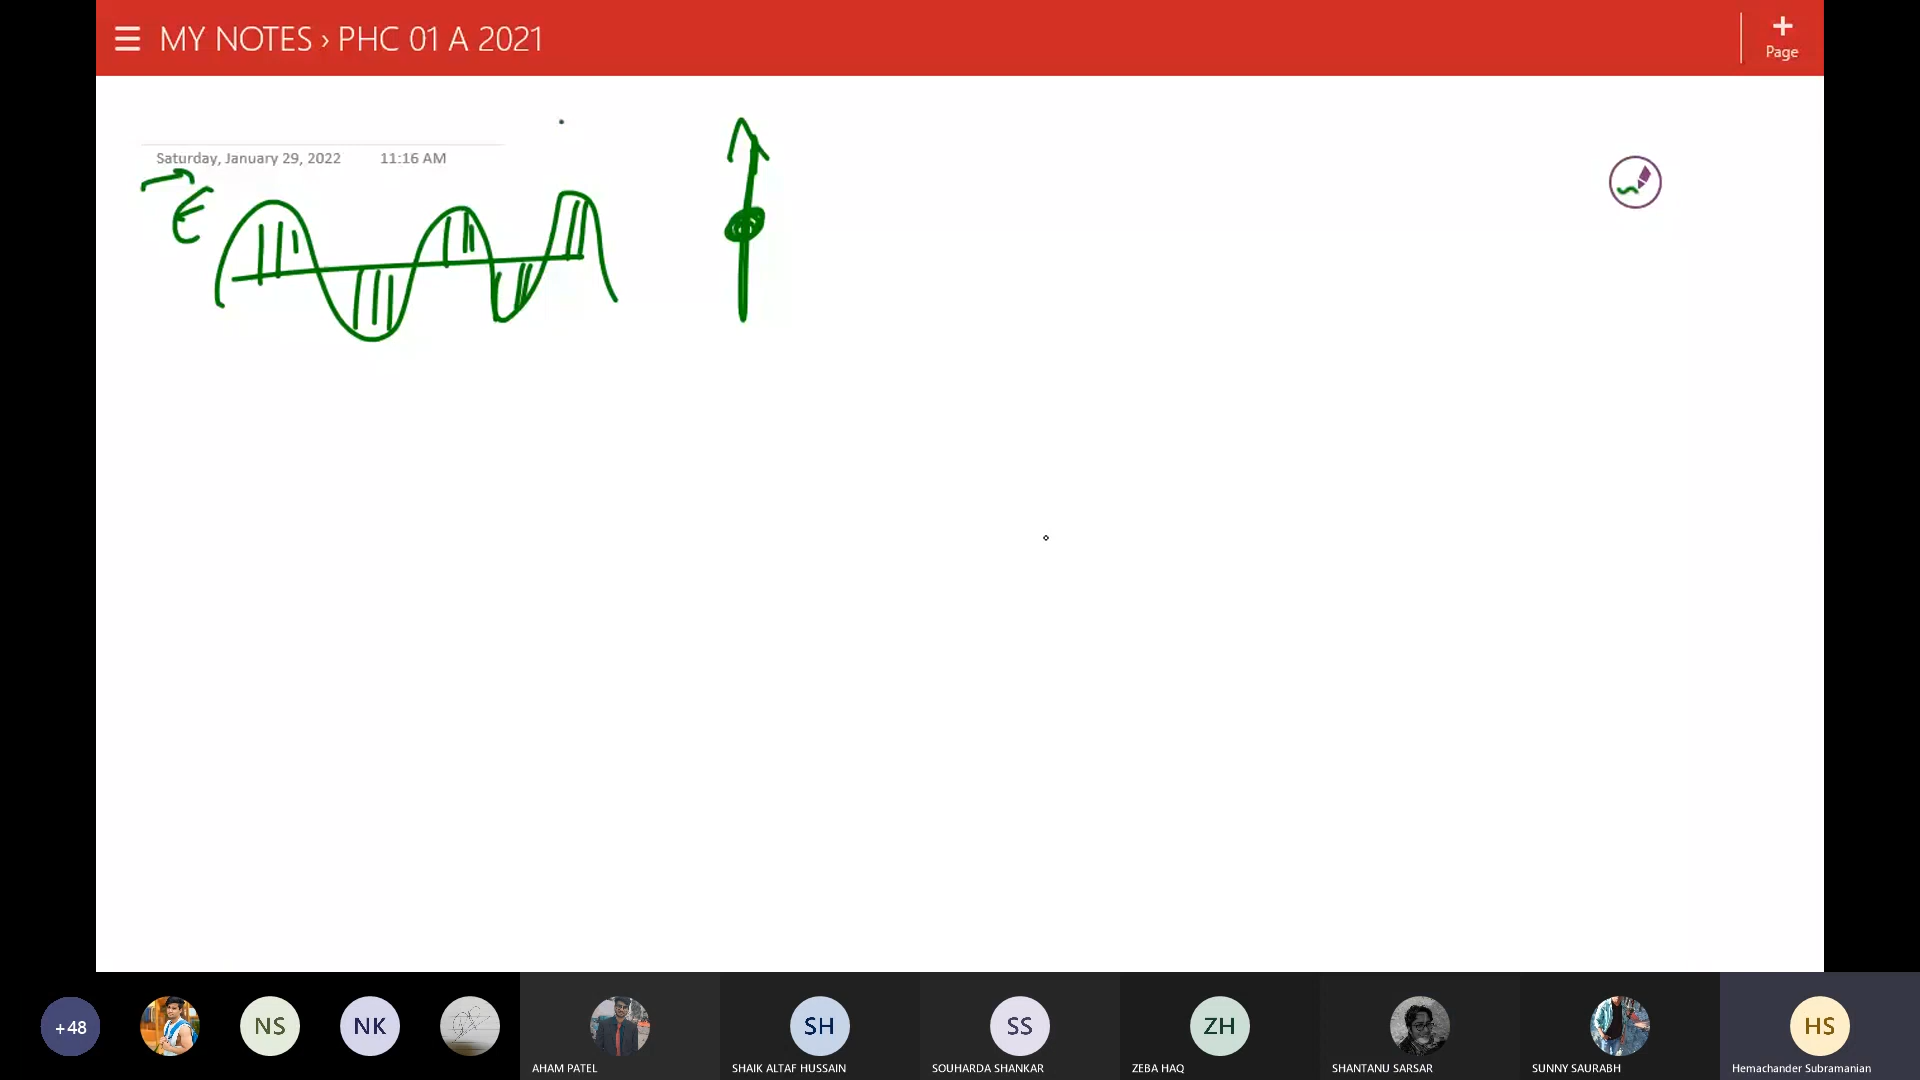 MY NOTES › PHC 01 A 2021
+
Page
Saturday, January 29, 2022 11:16 AM
E
+48
NS
NK
SH
SS
ZH
HS
AHAM PATEL
SHAIK ALTAF HUSSAIN
SOUHARDA SHANKAR
ZEBA HAQ
SHANTANU SARSAR
SUNNY SAURABH
Hemachander Subramanian